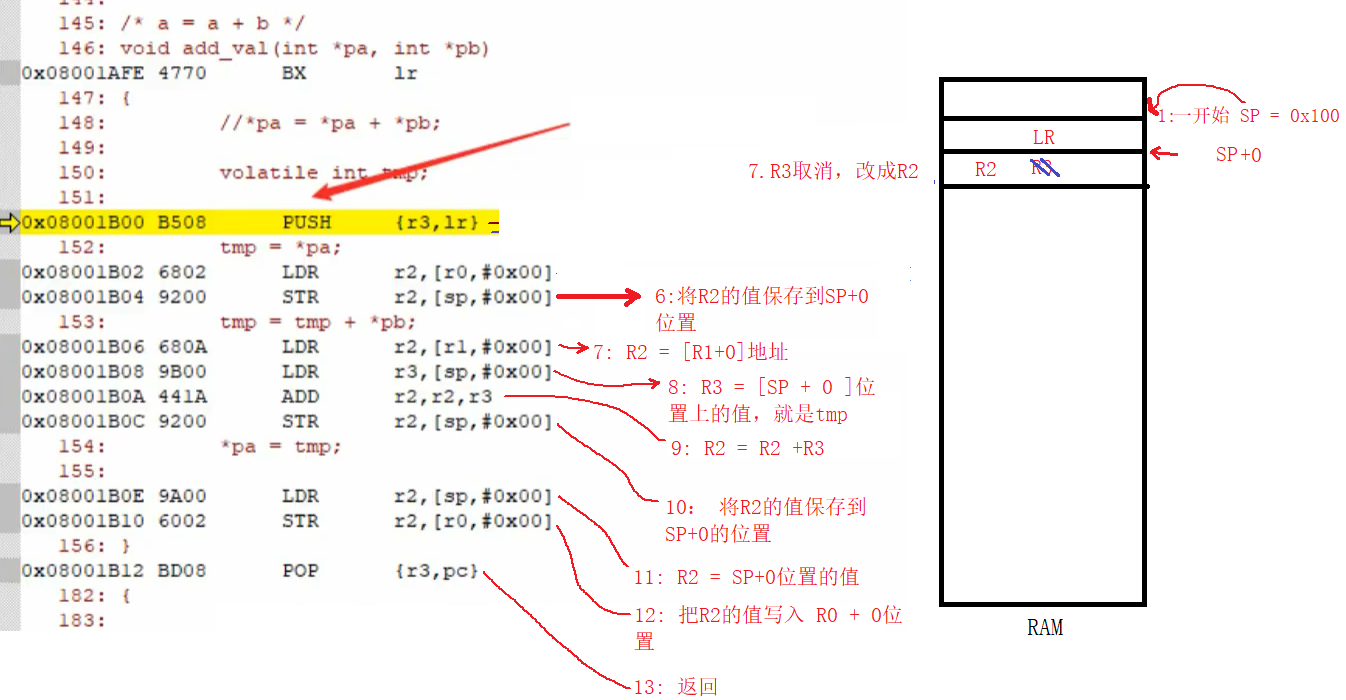 144:
145: /* a = a + b */
146: void add_val(int *pa, int *pb)
0x08001AFE 4770 BX lr
147: {
148: //*pa = *pa + *pb;
149:
150: volatile int tmp;
151:
0x08001B00 B508 PUSH {r3,lr}
152: tmp = *pa;
0x08001B02 6802 LDR r2,[r0,#0x00]
0x08001B04 9200 STR r2,[sp,#0x00]
153: tmp = tmp + *pb;
0x08001B06 680A LDR r2,[r1,#0x00]
0x08001B08 9B00 LDR r3,[sp,#0x00]
0x08001B0A 441A ADD r2,r2,r3
0x08001B0C 9200 STR r2,[sp,#0x00]
154: *pa = tmp;
155:
0x08001B0E 9A00 LDR r2,[sp,#0x00]
0x08001B10 6002 STR r2,[r0,#0x00]
156: }
0x08001B12 BD08 POP {r3,pc}
182: {
183:
6:将R2的值保存到SP+0
位置
7: R2 = [R1+0]地址
8: R3 = [SP + 0 ]位
置上的值，就是tmp
9: R2 = R2 +R3
10： 将R2的值保存到
SP+0的位置
11: R2 = SP+0位置的值
12: 把R2的值写入 R0 + 0位
置
13: 返回
7.R3取消，改成R2
1:一开始 SP = 0x100
LR
SP+0
R2 R3
RAM